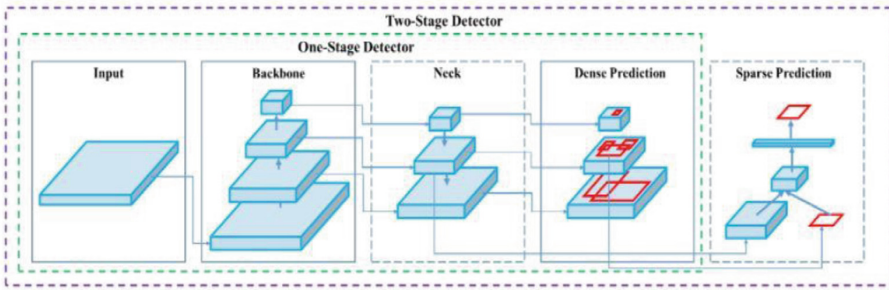 Two-Stage Detector
One-Stage Detector
Input
Backbone
Neck
Dense Prediction
Sparse Prediction